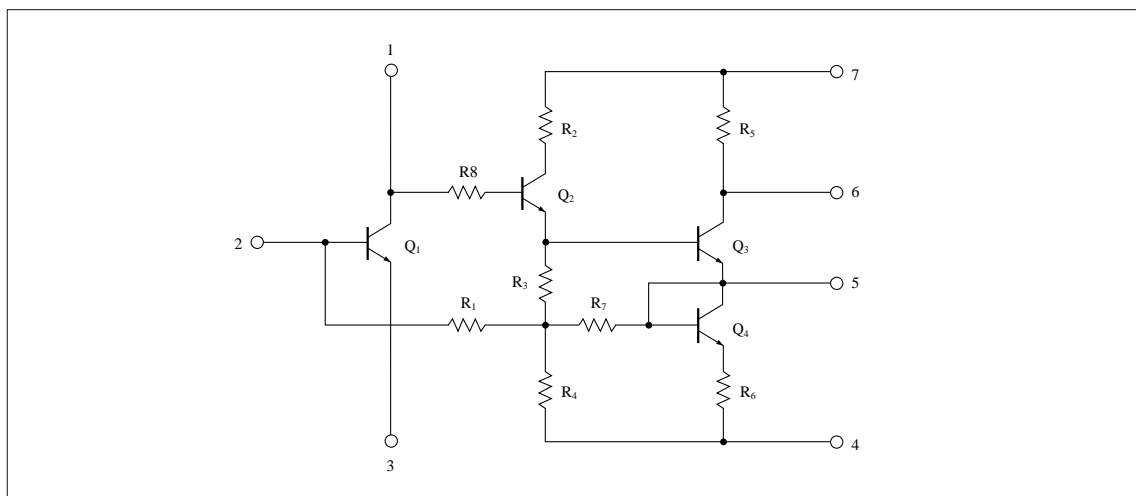 1
7
R₂
R₅
R8
Q₂
6
2
Q₁
Q₃
R₃
5
R₁
R₇
Q₄
R₄
R₆
3
4